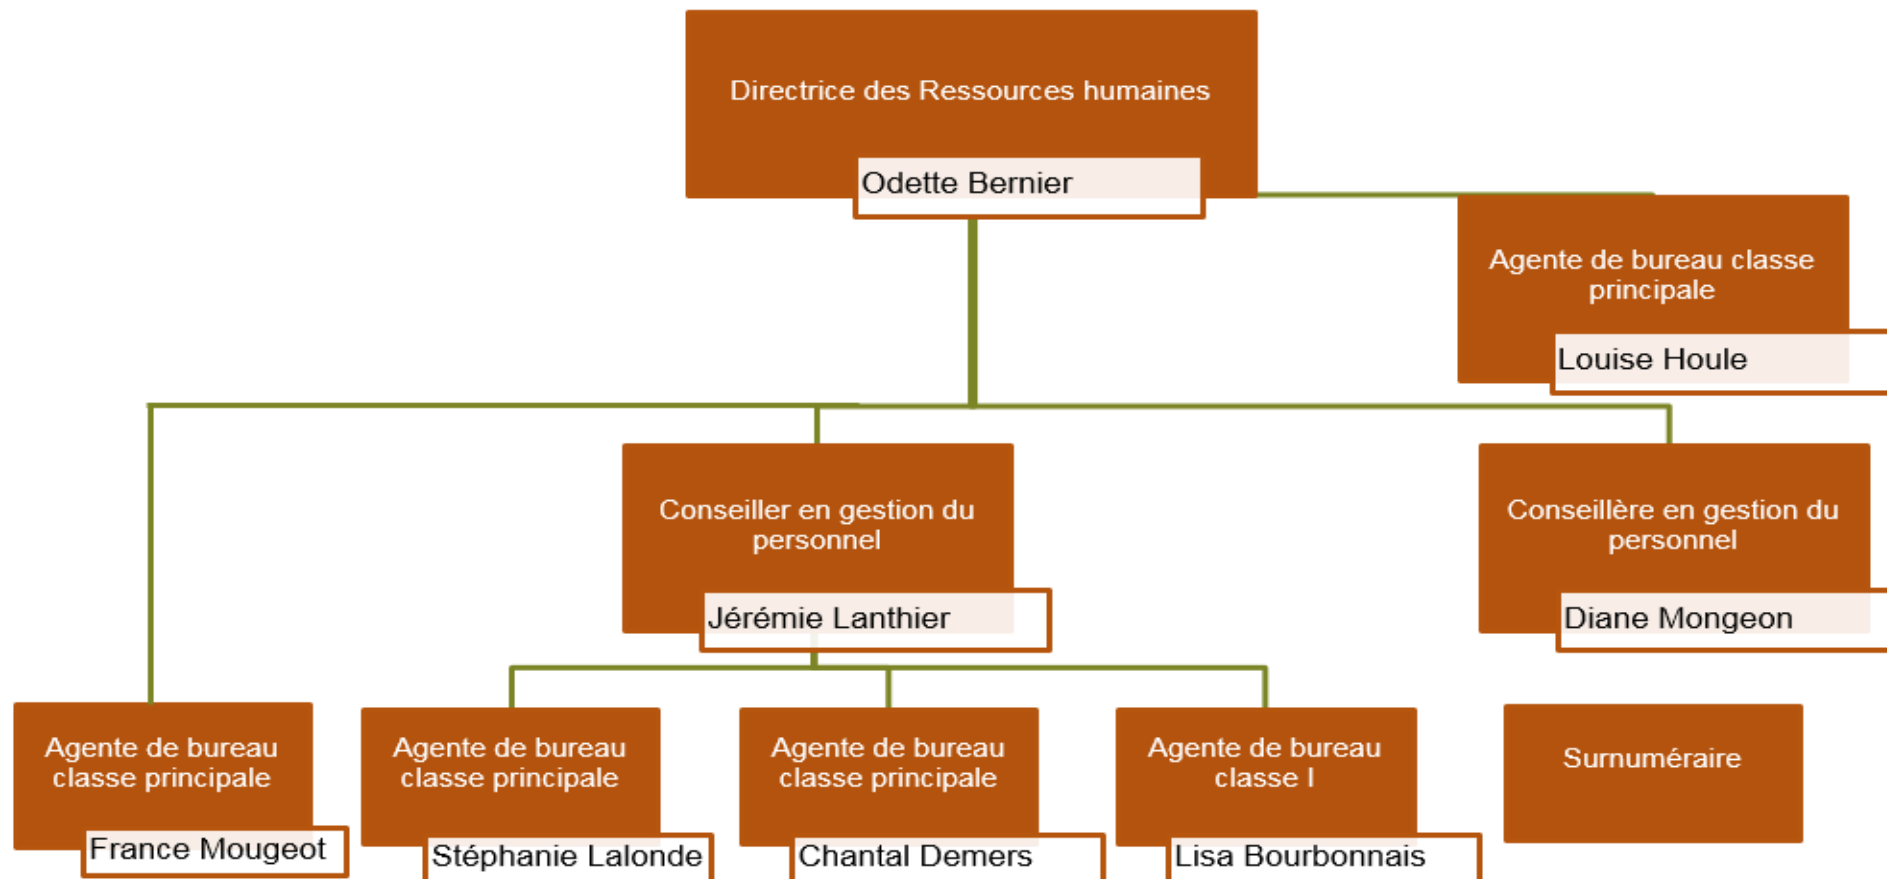 Directrice des Ressources humaines
Odette Bernier
Agente de bureau classe
principale
Louise Houle
Conseiller en gestion du
personnel
Jérémie Lanthier
Conseillère en gestion du
personnel
Diane Mongeon
Agente de bureau
classe principale
France Mougeot
Agente de bureau
classe principale
Stéphanie Lalonde
Agente de bureau
classe principale
Chantal Demers
Agente de bureau
classe I
Lisa Bourbonnais
Surnuméraire